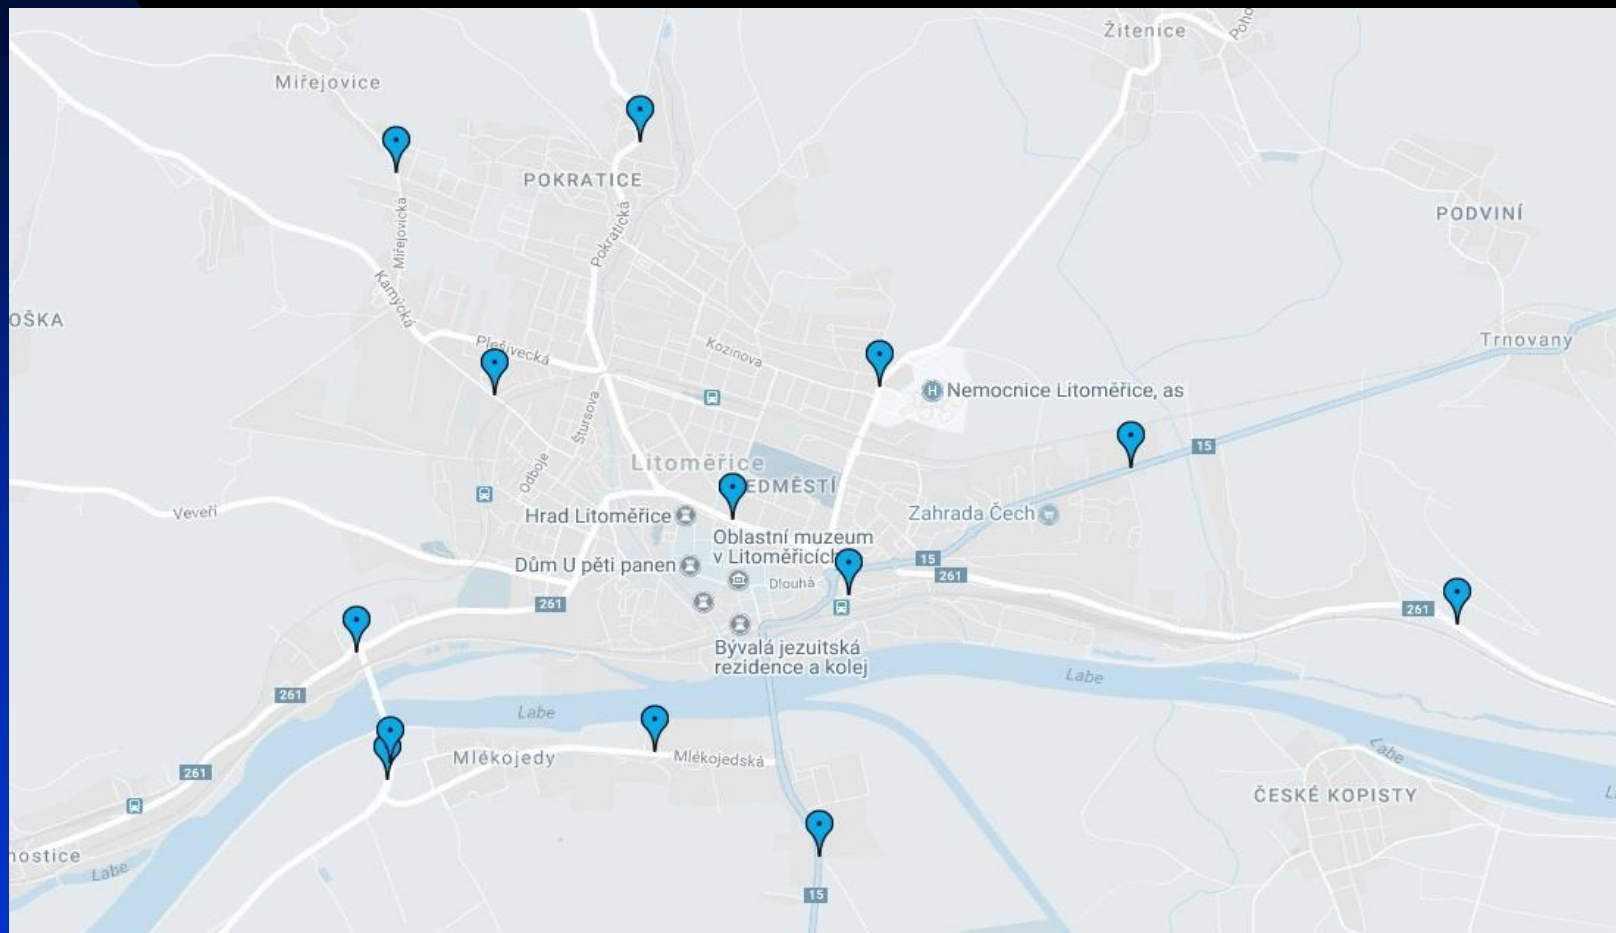 Žitenice
Miřejovice
POKRATICE
PODVINÍ
Miřejovická
Pokratická
Kamýcká
OŠKA
Trnovany
Plešivecká
Kozinova
Nemocnice Litoměřice, as
Štursova
15
Litoměřice
EDMĚSTÍ
Odboje
Veveří
Hrad Litoměřice
Zahrada Čech
Oblastní muzeum
v Litoměřicích
15
Dům U pěti panen
261
Dlouhá
261
261
Bývalá jezuitská
rezidence a kolej
Labe
261
Labe
Mlékojedy
Mlékojedská
Labe
261
ČESKÉ KOPISTY
nostice
Labe
15